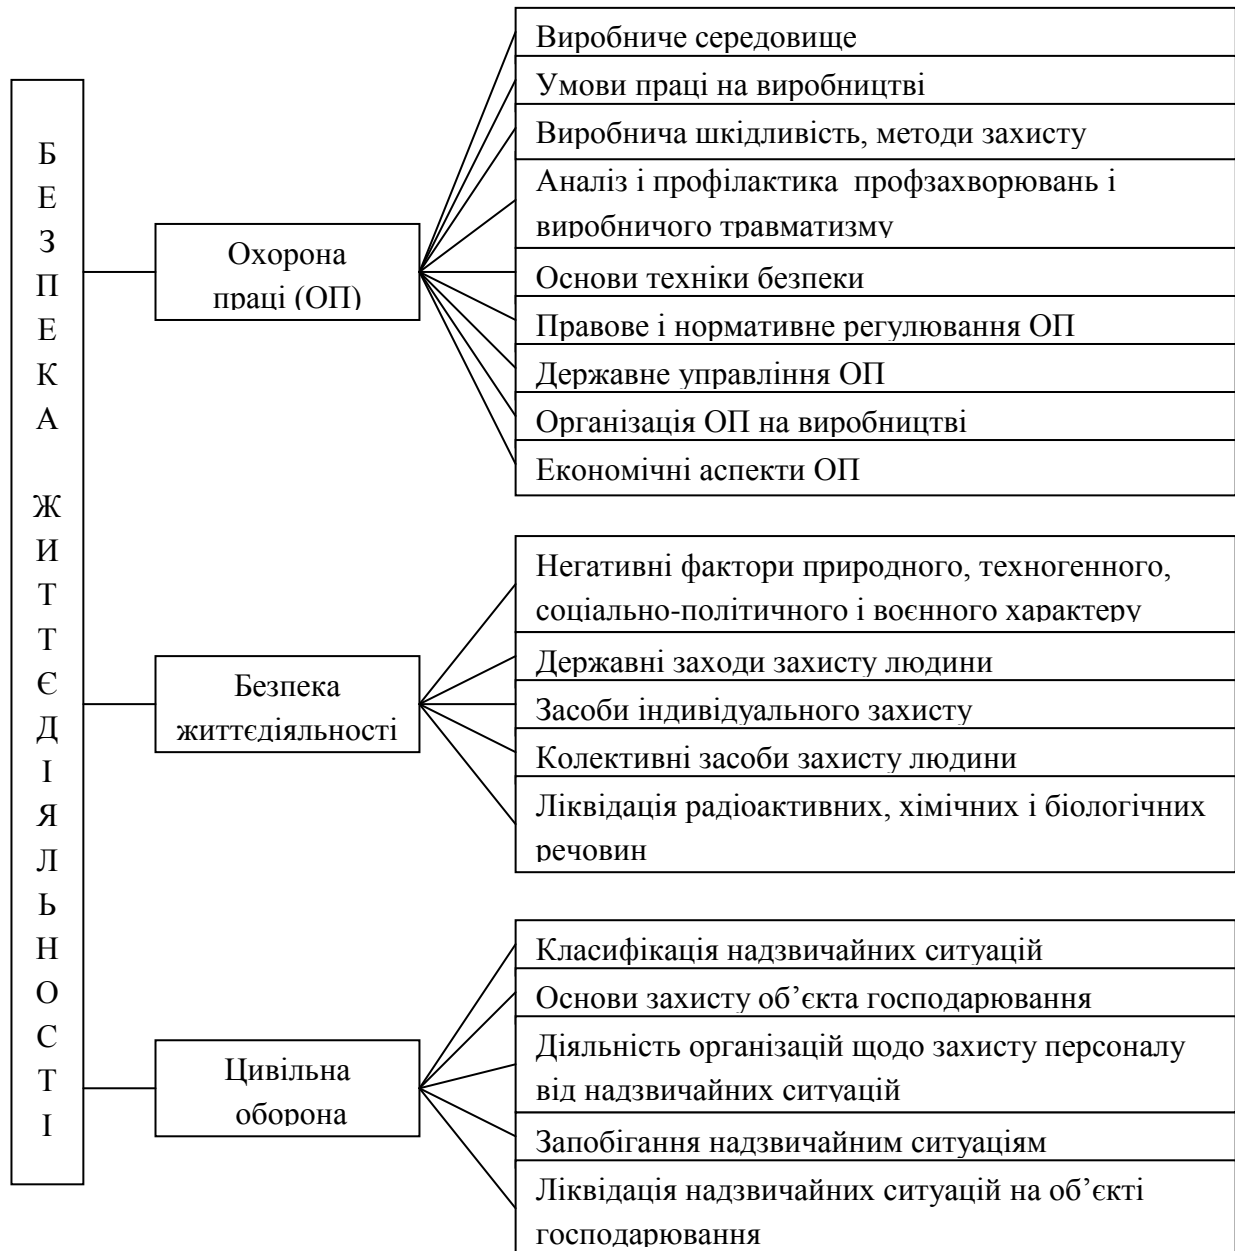 БЕЗПЕКА ЖИТТЄДІЯЛЬНОСТІ
Охорона
праці (ОП)
Виробниче середовище
Умови праці на виробництві
Виробнича шкідливість, методи захисту
Аналіз і профілактика профзахворювань і
виробничого травматизму
Основи техніки безпеки
Правове і нормативне регулювання ОП
Державне управління ОП
Організація ОП на виробництві
Економічні аспекти ОП
Безпека
життєдіяльності
Негативні фактори природного, техногенного,
соціально-політичного і воєнного характеру
Державні заходи захисту людини
Засоби індивідуального захисту
Колективні засоби захисту людини
Ліквідація радіоактивних, хімічних і біологічних
речовин
Цивільна
оборона
Класифікація надзвичайних ситуацій
Основи захисту об’єкта господарювання
Діяльність організацій щодо захисту персоналу
від надзвичайних ситуацій
Запобігання надзвичайним ситуаціям
Ліквідація надзвичайних ситуацій на об’єкті
господарювання